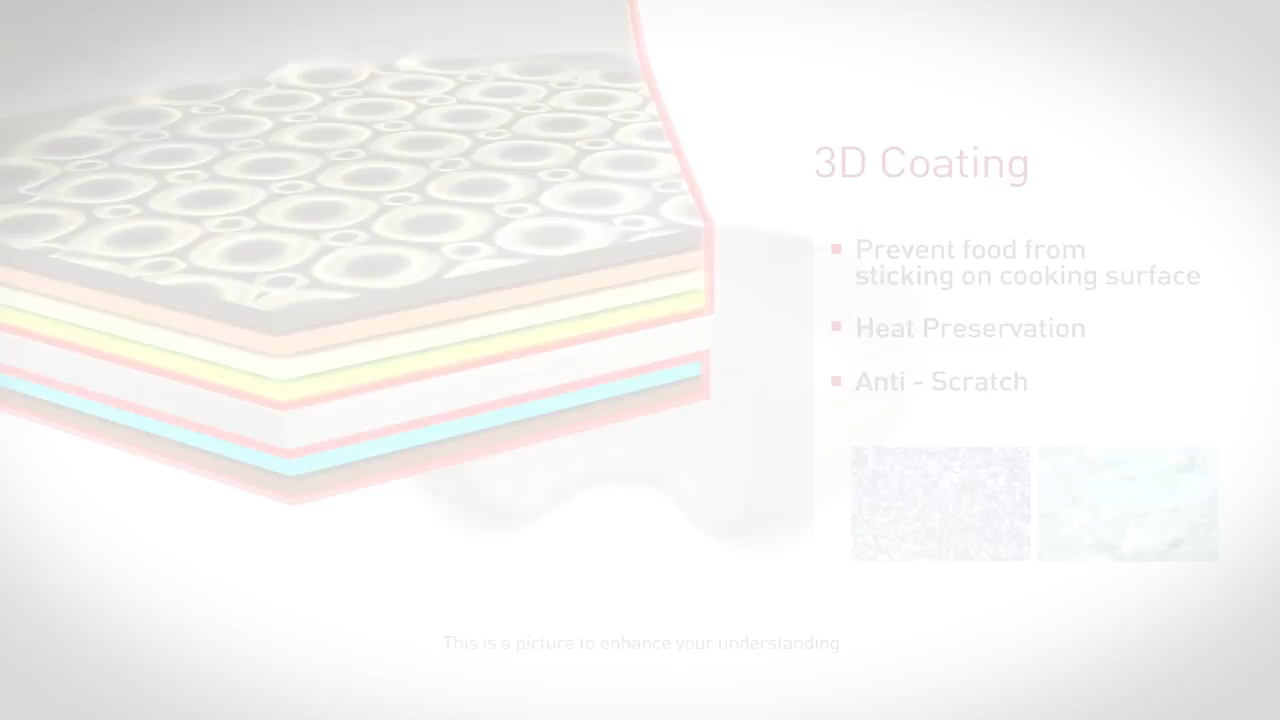 3D Coating
Prevent food from
sticking on cooking surface
Heat Preservation
Anti - Scratch
This is a picture to enhance your understanding